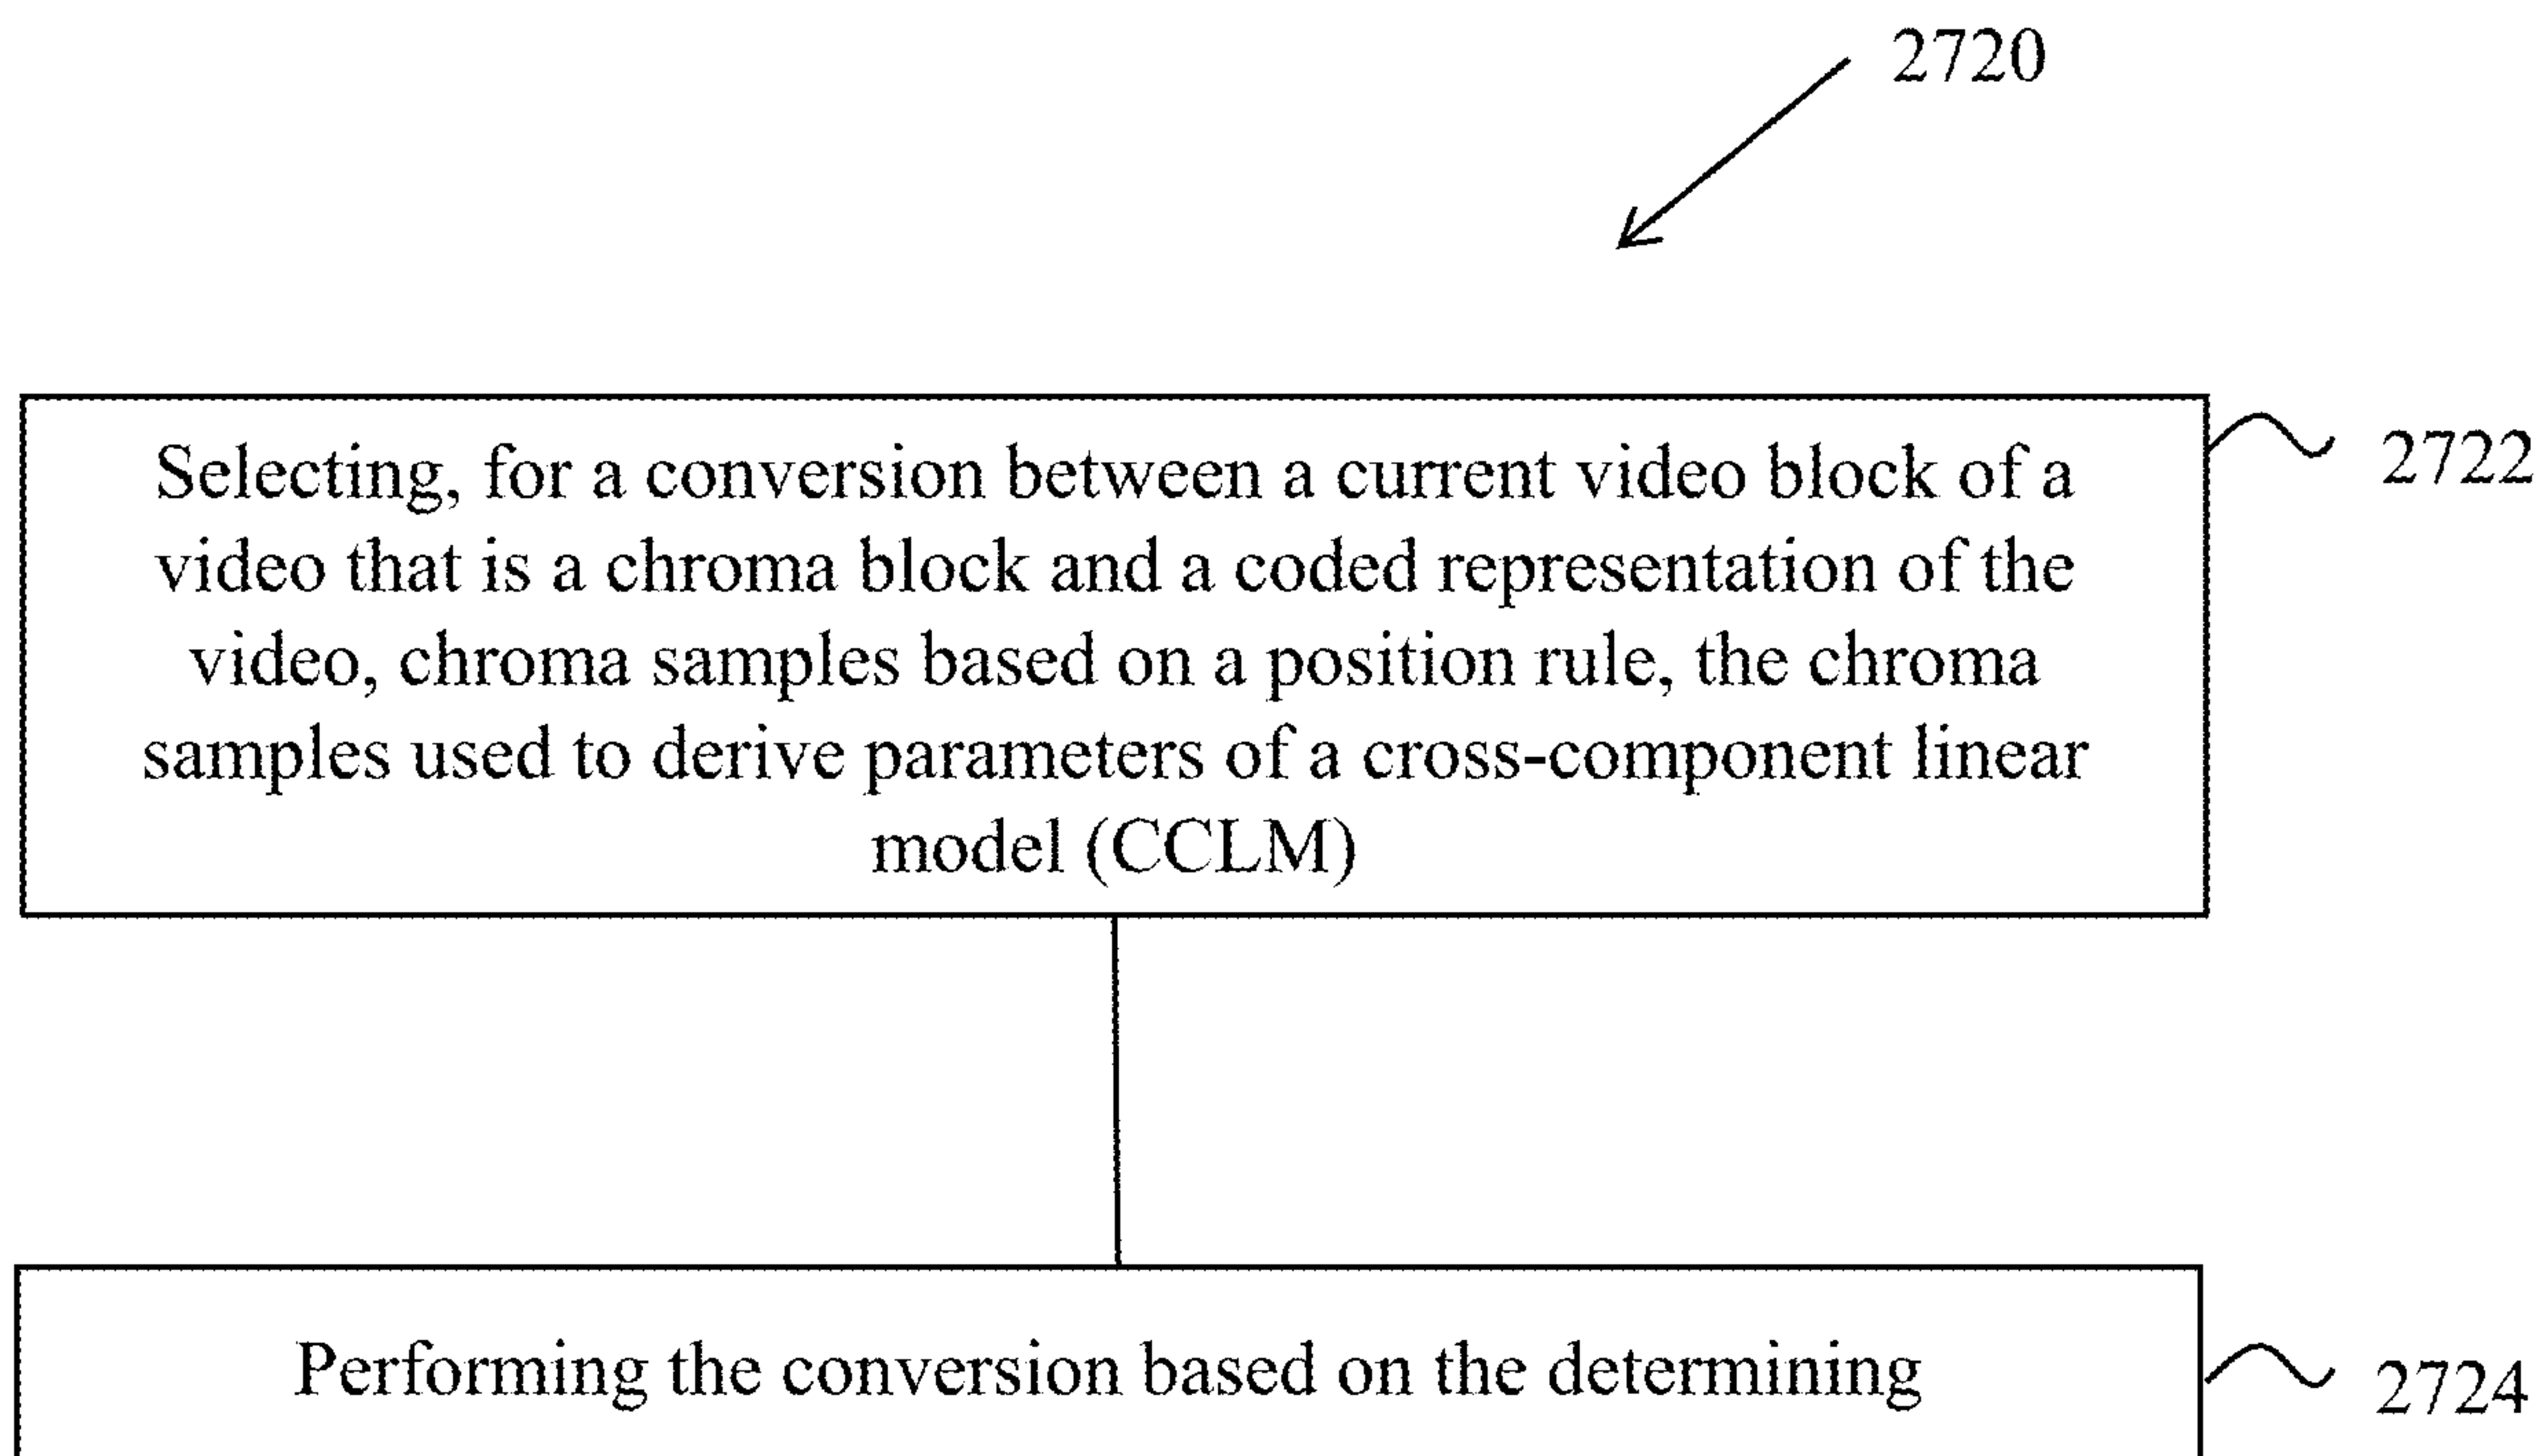 2720
Selecting, for a conversion between a current video block of a
video that is a chroma block and a coded representation of the
video, chroma samples based on a position rule, the chroma
samples used to derive parameters of a cross-component linear
model (CCLM)
2722
Performing the conversion based on the determining
2724